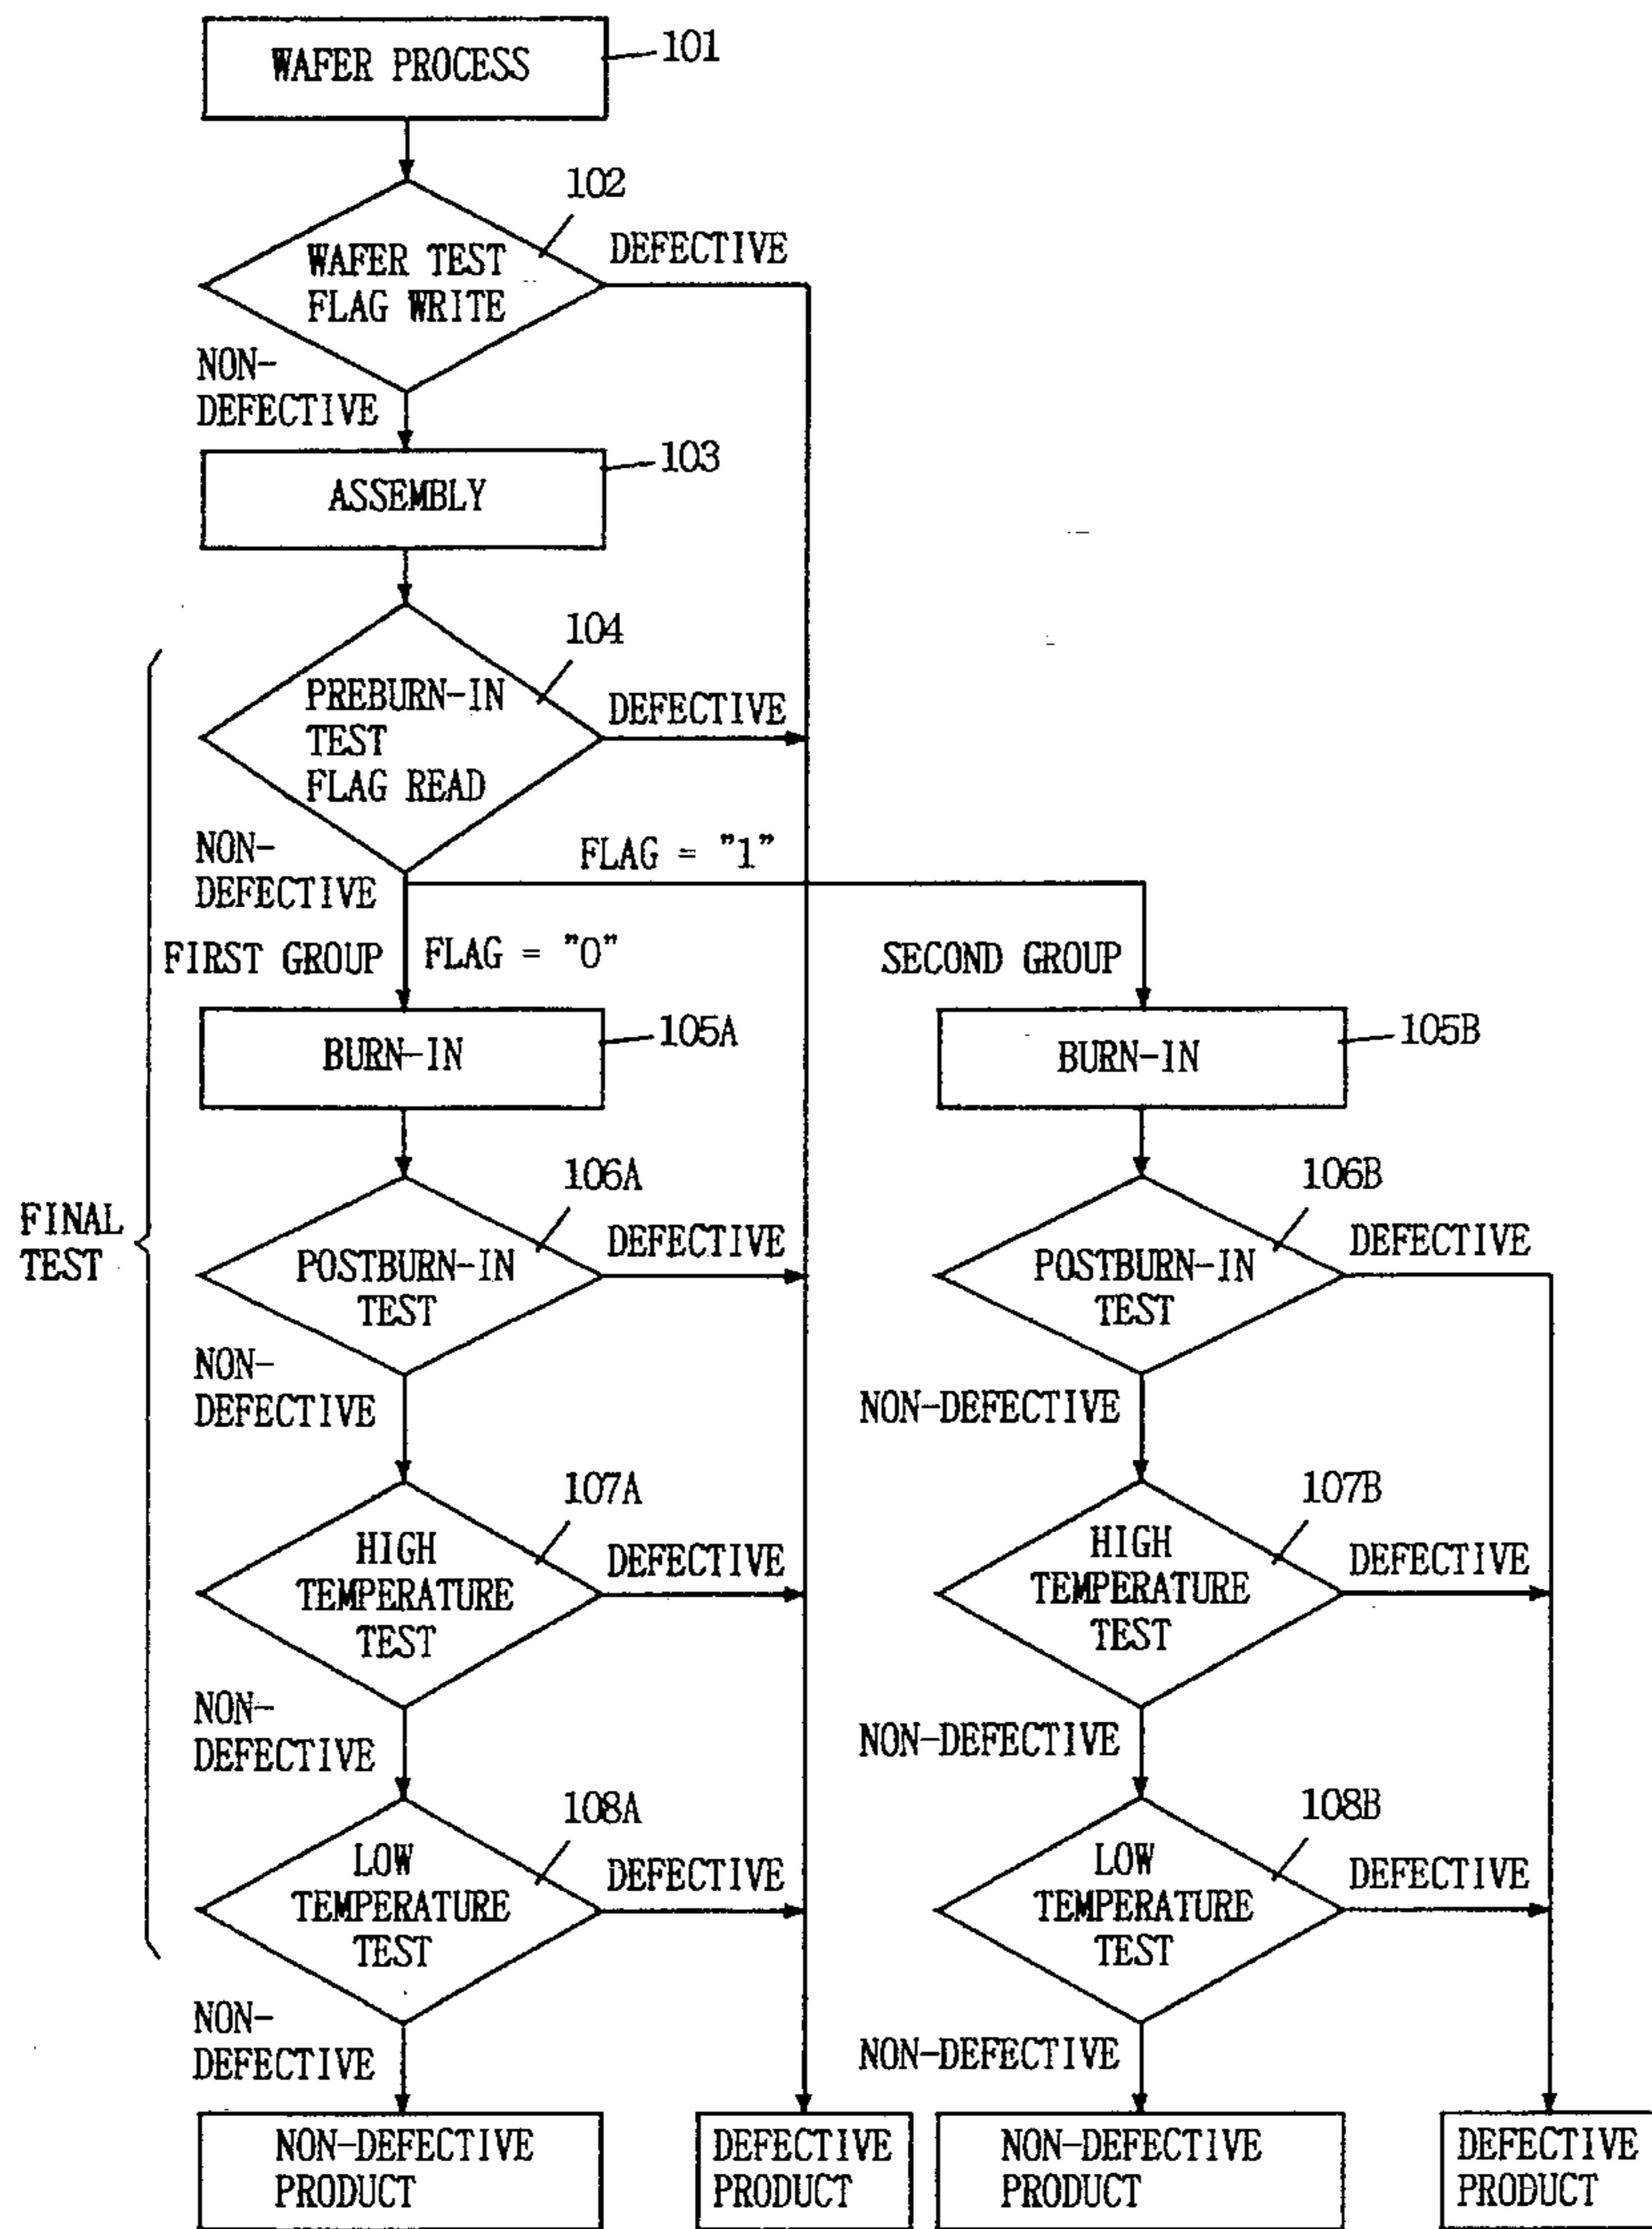 WAFER PROCESS
101
102
WAFER TEST
FLAG WRITE
DEFECTIVE
NON-
DEFECTIVE
103
ASSEMBLY
104
PREBURN-IN
TEST
FLAG READ
DEFECTIVE
NON-
DEFECTIVE
FLAG = "1"
FIRST GROUP
FLAG = "0"
SECOND GROUP
BURN-IN
105A
BURN-IN
105B
FINAL
TEST
106A
POSTBURN-IN
TEST
DEFECTIVE
106B
POSTBURN-IN
TEST
DEFECTIVE
NON-
DEFECTIVE
NON-DEFECTIVE
107A
HIGH
TEMPERATURE
TEST
DEFECTIVE
107B
HIGH
TEMPERATURE
TEST
DEFECTIVE
NON-
DEFECTIVE
NON-DEFECTIVE
108A
LOW
TEMPERATURE
TEST
DEFECTIVE
108B
LOW
TEMPERATURE
TEST
DEFECTIVE
NON-
DEFECTIVE
NON-DEFECTIVE
NON-DEFECTIVE
PRODUCT
DEFECTIVE
PRODUCT
NON-DEFECTIVE
PRODUCT
DEFECTIVE
PRODUCT